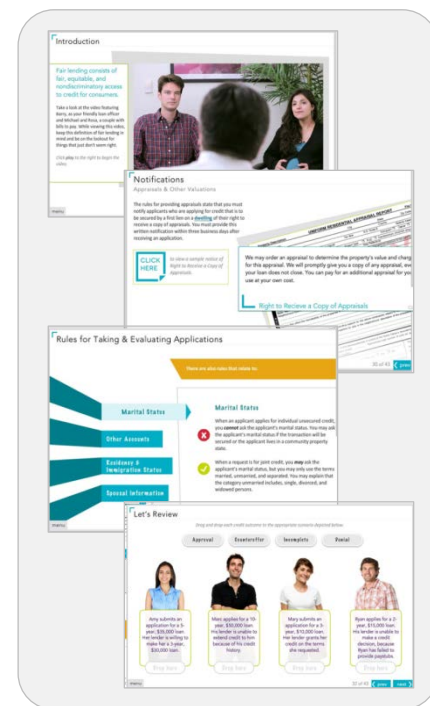 Introduction
Fair lending consists of
fair, equitable, and
nondiscriminatory access
to credit for consumers.
Take a look at the video featuring
as your friendly loan officer
and Michael and Rosa, a couple with
bills to pay. While viewing this video,
keep this definition of fair lending in
mind and be on the lookout for
things that just don't seem right.
Click play to the right to begin the
video.
menu
Notifications
Appraisals & Other Valuations
The rules for providing appraisals state that you must
notify applicants who are applying for credit that is to
be secured by a first lien on a dwelling of their right to
receive a copy of appraisals. You must provide this
written notification within three business days after
receiving an application.
CLICK
HERE
to view a sample notice of
Right to Receive a Copy of
Appraisals.
UNIFORM RESIDENTIAL APPRAISAL REPORT
We may order an appraisal to determine the property's value and charg
for this appraisal. We will promptly give you a copy of any appraisal, ev
your loan does not close. You can pay for an additional appraisal for yo
use at your own cost.
Right to Recieve a Copy of Appraisals
of 43 prev
Rules for Taking & Evaluating Applications
There are also rules that relate to:
Marital Status
Other Accounts
Residency &
Immigration Status
Spousal Information
Marital Status
When an applicant applies for individual unsecured credit,
you cannot ask the applicant's marital status. You may ask
the applicant's marital status if the transaction will be
secured or the applicant lives in a community property
state.
When a request is for joint credit, you may ask the
applicant's marital status, but you may only use the terms
married, unmarried, and separated. You may explain that
the category unmarried includes, single, divorced, and
widowed persons.
menu
Let's Review
Drag and drop each credit outcome to the appropriate scenario depicted below.
Approval Counteroffer Incomplete Denial
Amy submits an
application for a 5-
year, $35,000 loan.
Her lender is willing to
make her a 3-year,
$30,000 loan.
Drop here
Marc applies for a 10-
year, $50,000 loan.
His lender is unable to
extend credit to him
because of his credit
history.
Drop here
Mary submits an
application for a 3-
year, $10,000 loan.
Her lender grants her
credit on the terms
she requested.
Drop here
Ryan applies for a 2-
year, $15,000 loan.
His lender is unable to
make a credit
decision, because
Ryan has failed to
provide paystubs.
Drop here
menu
of 43 prev next